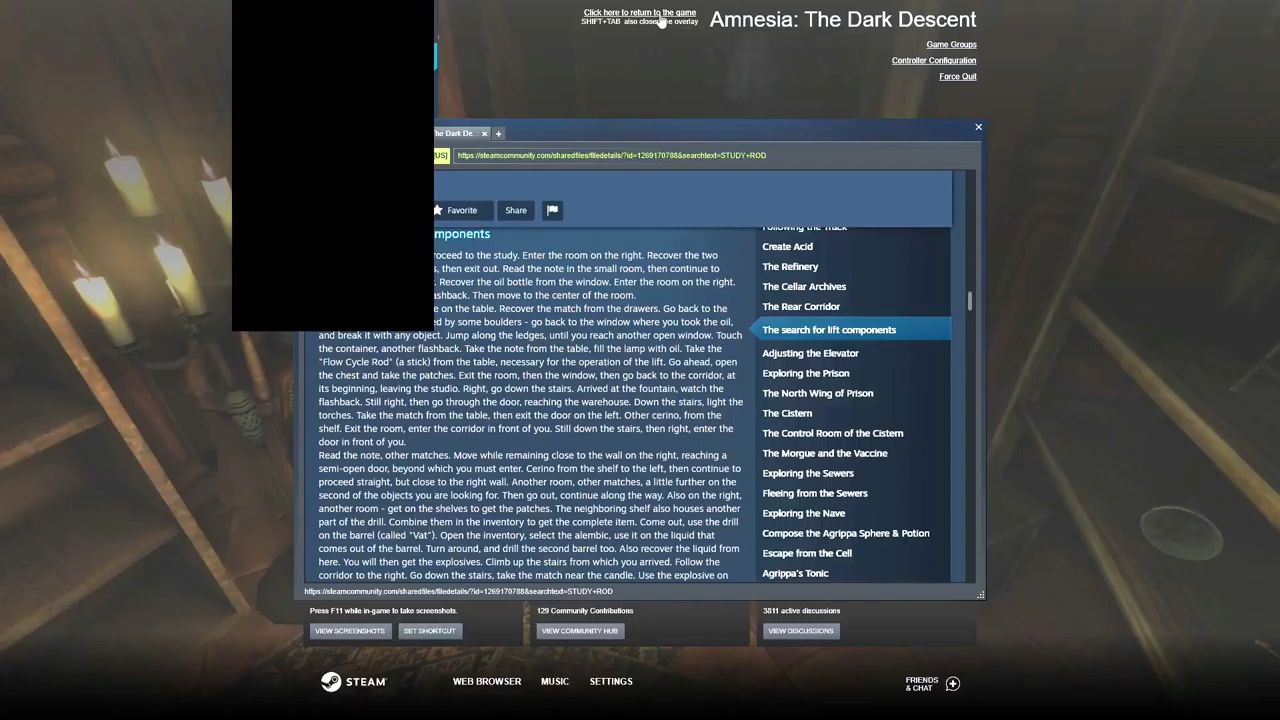 Click here to return to the game
SHIFT+TAB also closes the overlay
Amnesia: The Dark Descent
Game Groups
Controller Configuration
Force Quit
The Dark De...
[US]
https://steamcommunity.com/sharedfiles/filedetails/?id=1269170788&searchtext=STUDY+ROD
Favorite
Share
omponents
roceed to the study. Enter the room on the right. Recover the two
s, then exit out. Read the note in the small room, then continue to
Recover the oil bottle from the window. Enter the room on the right.
ashback. Then move to the center of the room.
e on the table. Recover the match from the drawers. Go back to the
ed by some boulders - go back to the window where you took the oil,
and break it with any object. Jump along the ledges, until you reach another open window. Touch
the container, another flashback. Take the note from the table, fill the lamp with oil. Take the
"Flow Cycle Rod" (a stick) from the table, necessary for the operation of the lift. Go ahead, open
the chest and take the patches. Exit the room, then the window, then go back to the corridor, at
its beginning, leaving the studio. Right, go down the stairs. Arrived at the fountain, watch the
flashback. Still right, then go through the door, reaching the warehouse. Down the stairs, light the
torches. Take the match from the table, then exit the door on the left. Other cerino, from the
shelf. Exit the room, enter the corridor in front of you. Still down the stairs, then right, enter the
door in front of you.
Read the note, other matches. Move while remaining close to the wall on the right, reaching a
semi-open door, beyond which you must enter. Cerino from the shelf to the left, then continue to
proceed straight, but close to the right wall. Another room, other matches, a little further on the
second of the objects you are looking for. Then go out, continue along the way. Also on the right,
another room - get on the shelves to get the patches. The neighboring shelf also houses another
part of the drill. Combine them in the inventory to get the complete item. Come out, use the drill
on the barrel (called "Vat"). Open the inventory, select the alembic, use it on the liquid that
comes out of the barrel. Turn around, and drill the second barrel too. Also recover the liquid from
here. You will then get the explosives. Climb up the stairs from which you arrived. Follow the
corridor to the right. Go down the stairs, take the match near the candle. Use the explosive on
Following the Track
Create Acid
The Refinery
The Cellar Archives
The Rear Corridor
The search for lift components
Adjusting the Elevator
Exploring the Prison
The North Wing of Prison
The Cistern
The Control Room of the Cistern
The Morgue and the Vaccine
Exploring the Sewers
Fleeing from the Sewers
Exploring the Nave
Compose the Agrippa Sphere & Potion
Escape from the Cell
Agrippa's Tonic
https://steamcommunity.com/sharedfiles/filedetails/?id=1269170788&searchtext=STUDY+ROD
Press F11 while in-game to take screenshots.
VIEW SCREENSHOTS
SET SHORTCUT
129 Community Contributions
VIEW COMMUNITY HUB
3811 active discussions
VIEW DISCUSSIONS
STEAM
WEB BROWSER
MUSIC
SETTINGS
FRIENDS
& CHAT